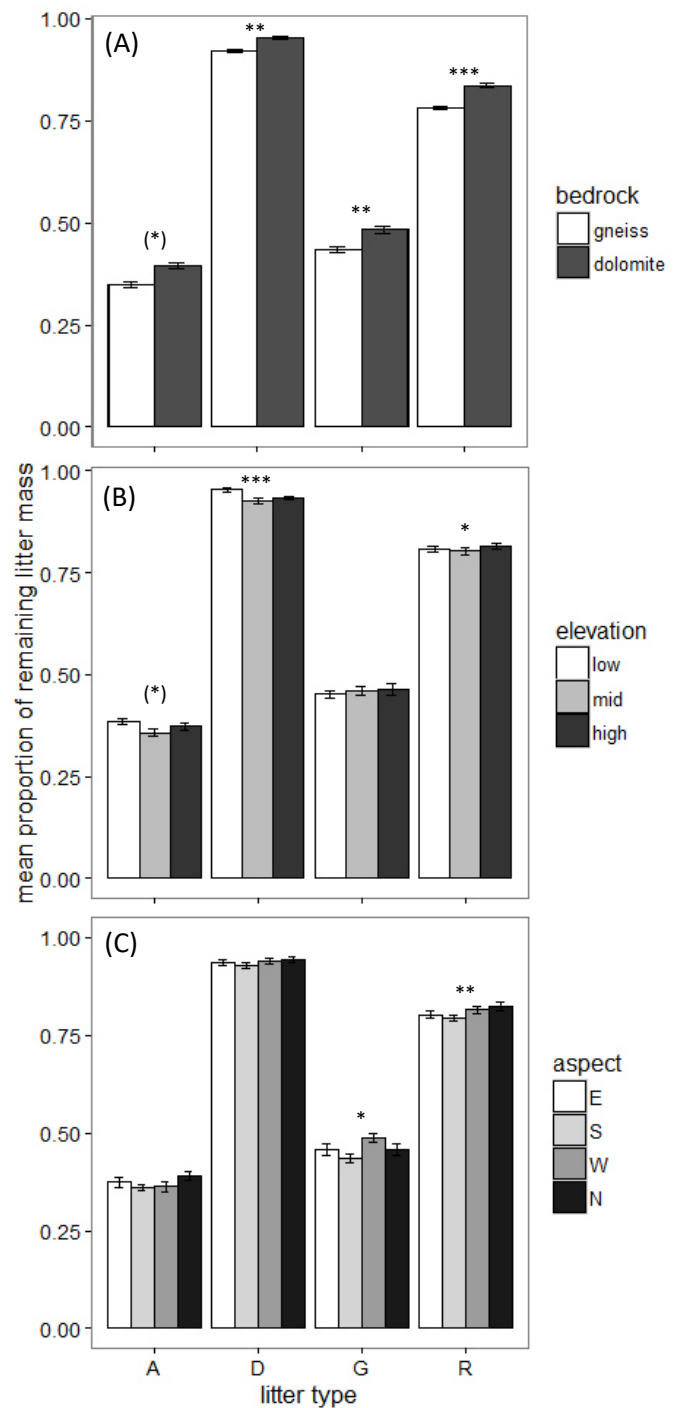 (A)
1.00
0.75
0.50
0.25
0.00
(*)
**
**
***
bedrock
gneiss
dolomite
mean proportion of remaining litter mass
(B)
1.00
0.75
0.50
0.25
0.00
(*)
***
*
elevation
low
mid
high
(C)
1.00
0.75
0.50
0.25
0.00
*
**
aspect
E
S
W
N
A D G R
litter type